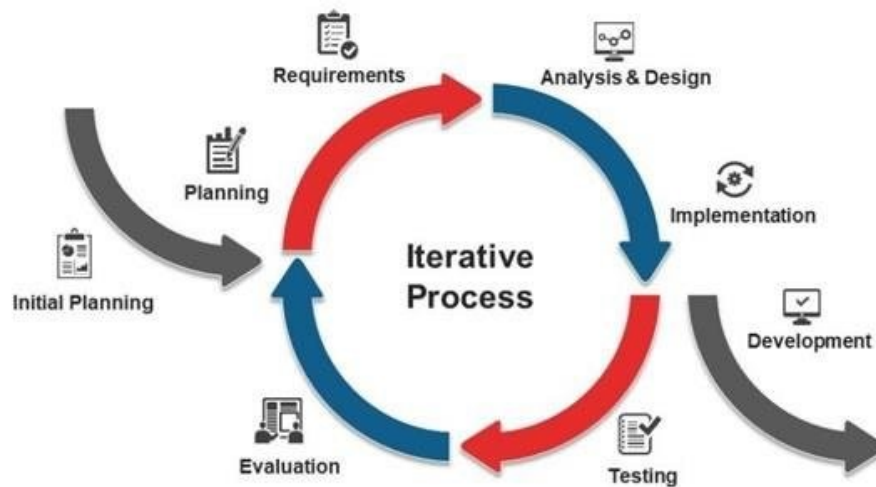 Requirements
Analysis & Design
Planning
Implementation
Iterative
Process
Initial Planning
Development
Evaluation
Testing